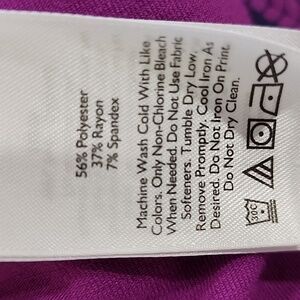 56% Polyester
37% Rayon
7% Spandex
Machine Wash Cold With Like
Colors. Only Non-Chlorine Bleach
When Needed. Do Not Use Fabric
Softeners. Tumble Dry Low.
Remove Promptly. Cool Iron As
Desired. Do Not Iron On Print.
Do Not Dry Clean.
30C